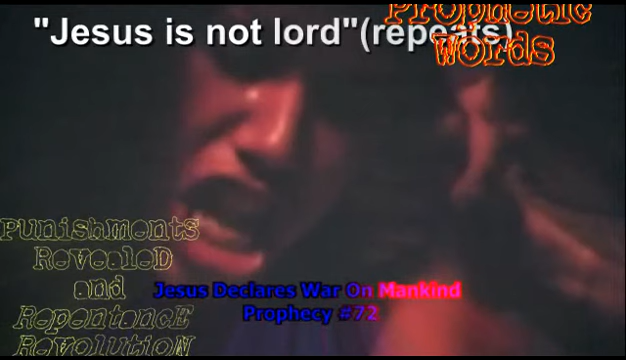 "Jesus is not lord"(repeats)
Prophetic
Words
Punishments
Revealed
and
Repentance
Revolution
Jesus Declares War On Mankind
Prophecy #72